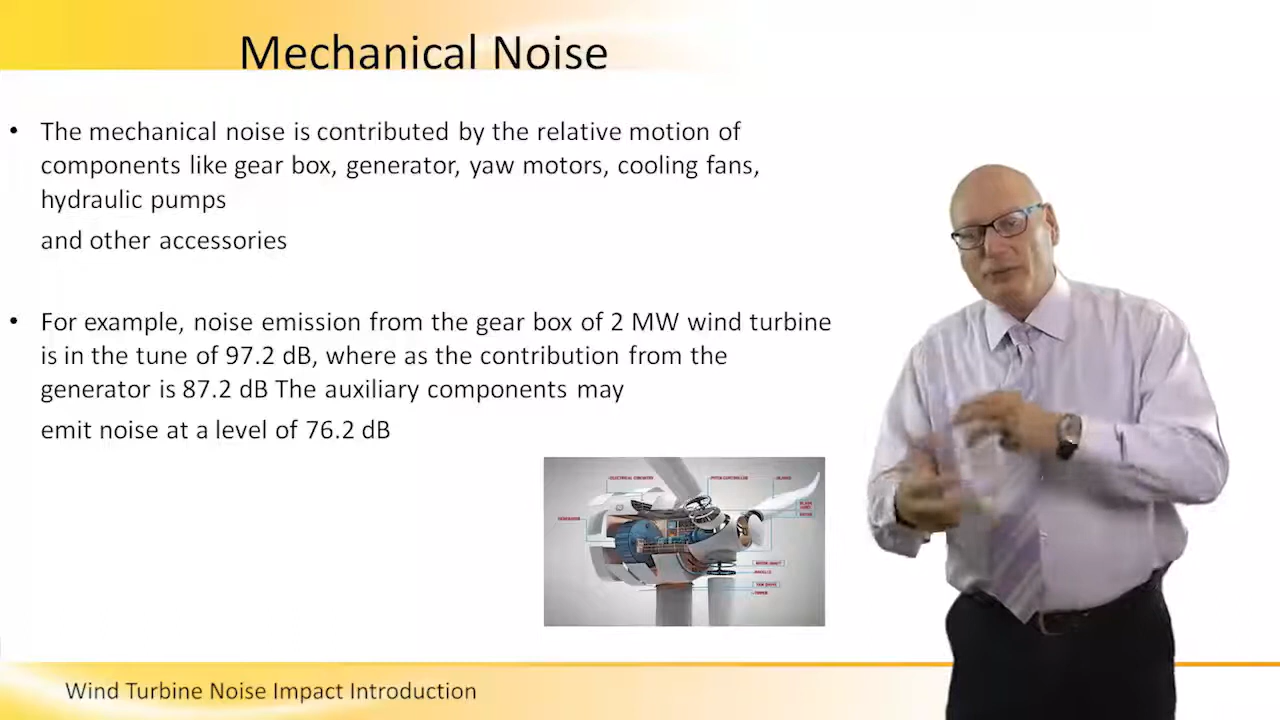 Mechanical Noise
• The mechanical noise is contributed by the relative motion of
components like gear box, generator, yaw motors, cooling fans,
hydraulic pumps
and other accessories
• For example, noise emission from the gear box of 2 MW wind turbine
is in the tune of 97.2 dB, where as the contribution from the
generator is 87.2 dB The auxiliary components may
emit noise at a level of 76.2 dB
GENERATOR
Wind Turbine Noise Impact Introduction